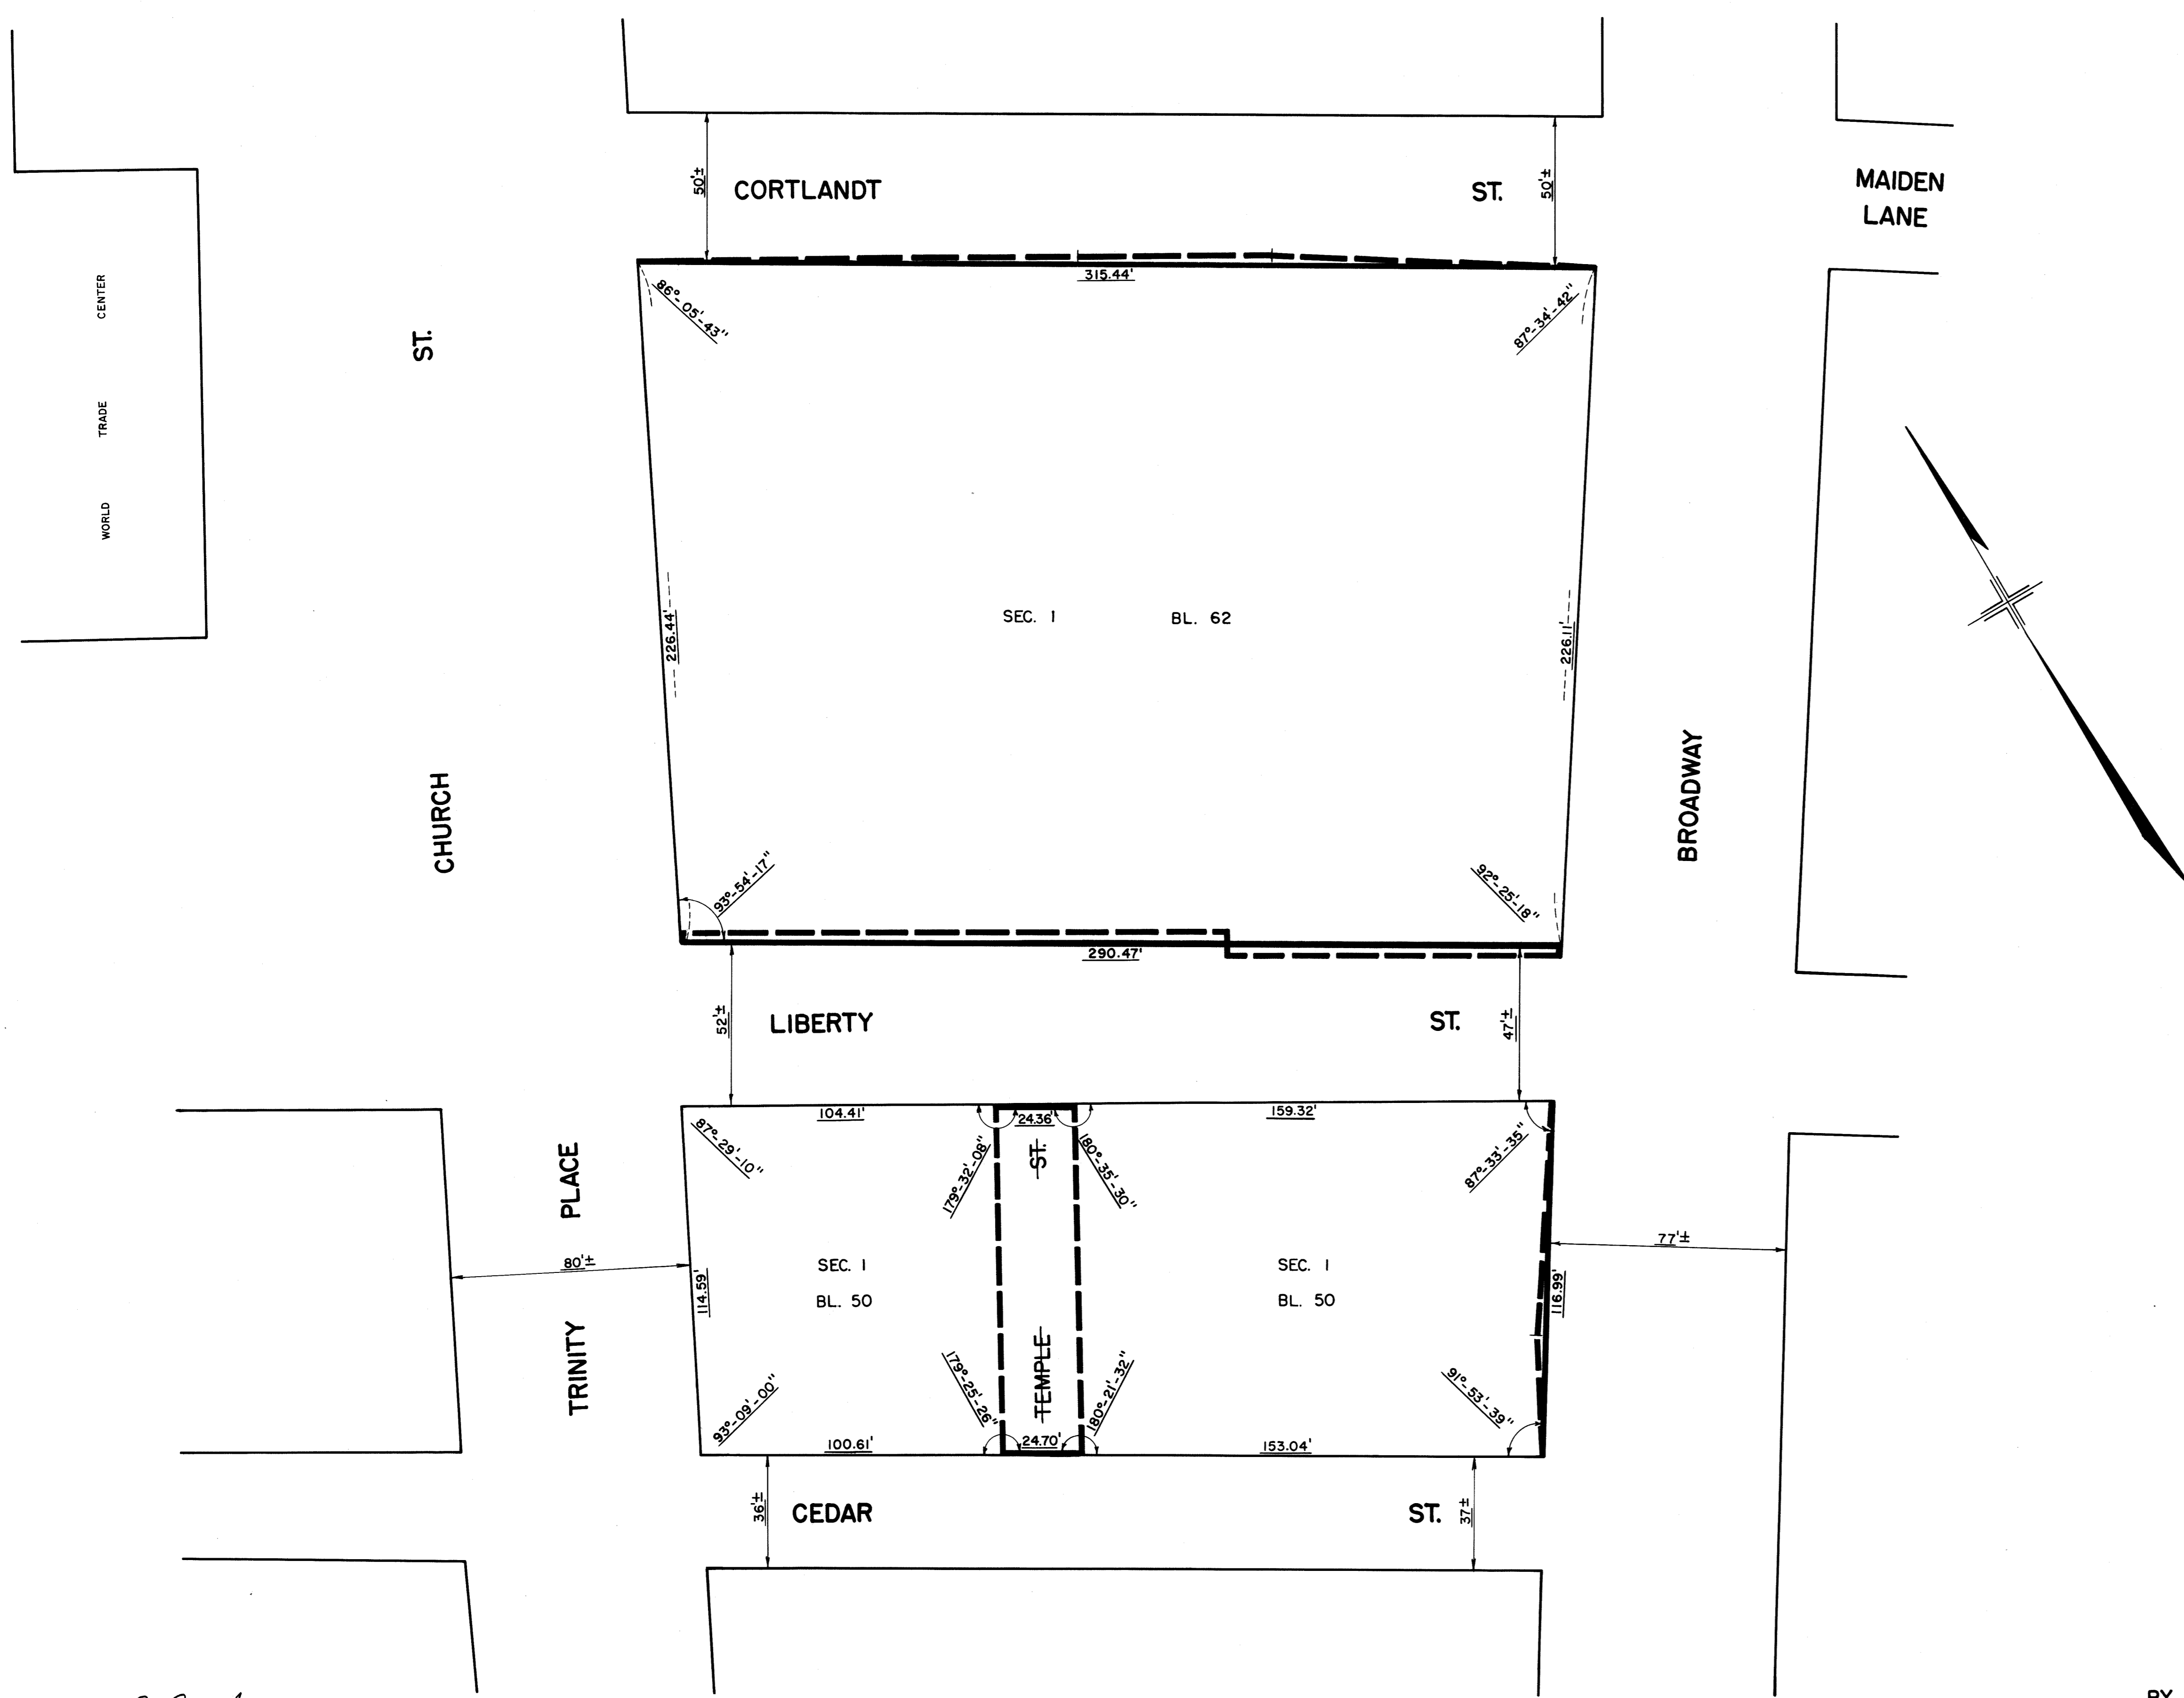 50'±
CORTLANDT ST.
50'±
MAIDEN
LANE
315.44'
86°-05'-43"
87°-34'-42"
WORLD TRADE CENTER
CHURCH ST.
226.44'
SEC. 1 BL. 62
226.11'
BROADWAY
93°-54'-17"
92°-25'-18"
290.47'
52'±
LIBERTY ST.
47'±
104.41'
24.36'
159.32'
87°-29'-10"
179°-32'-08"
180°-35'-30"
87°-33'-35"
TRINITY PLACE
80'±
114.59'
SEC. 1
BL. 50
TEMPLE ST.
SEC. 1
BL. 50
116.99'
77'±
93°-09'-00"
179°-25'-26"
180°-21'-32"
91°-53'-39"
100.61'
24.70'
153.04'
36'±
CEDAR ST.
37±